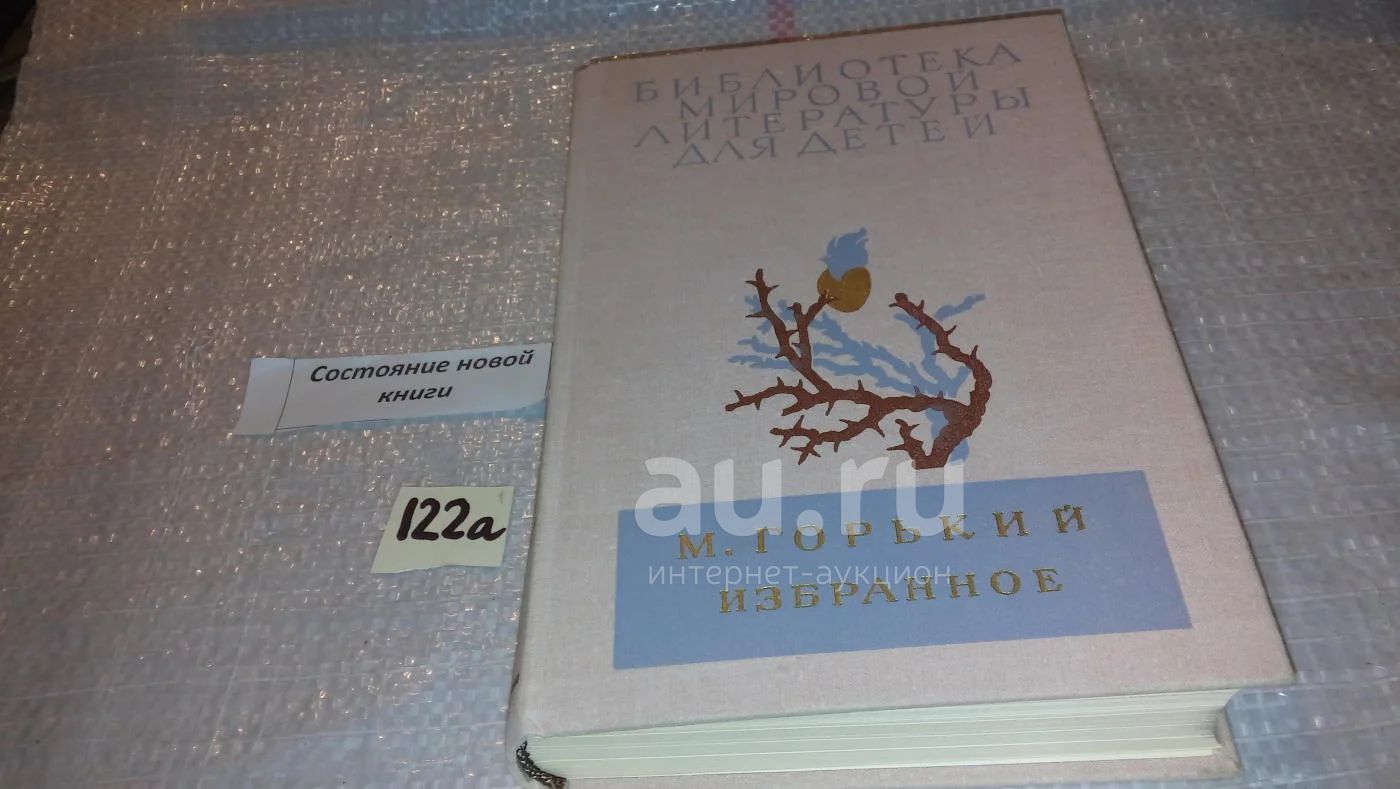 БИБЛИОТЕКА
МИРОВОЙ
ЛИТЕРАТУРЫ
ДЛЯ ДЕТЕЙ
Состояние новой
книги
122а
au.ru
М. ГОРЬКИЙ
интернет-аукцион
ИЗБРАННОЕ